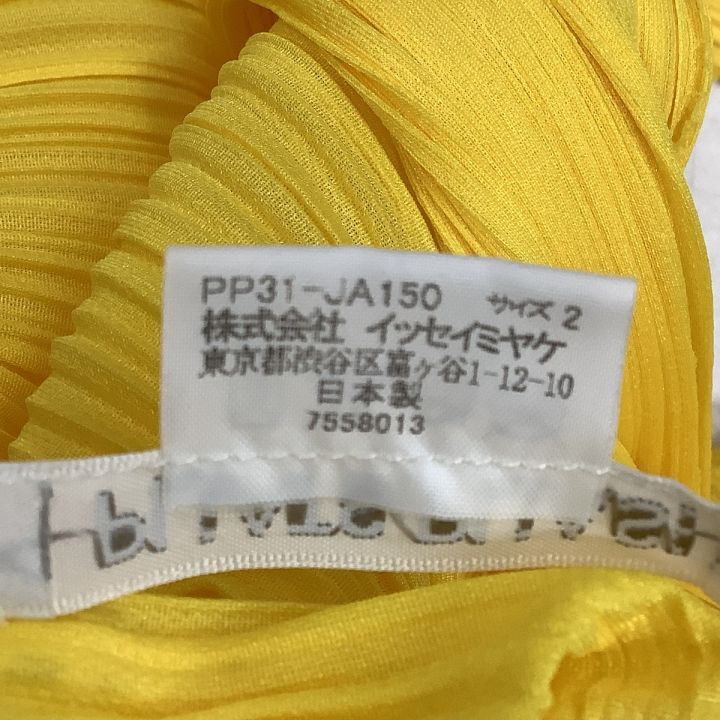 PP31-JA150 サイズ 2
株式会社 イッセイミヤケ
東京都渋谷区富ヶ谷1-12-10
日本製
7558013